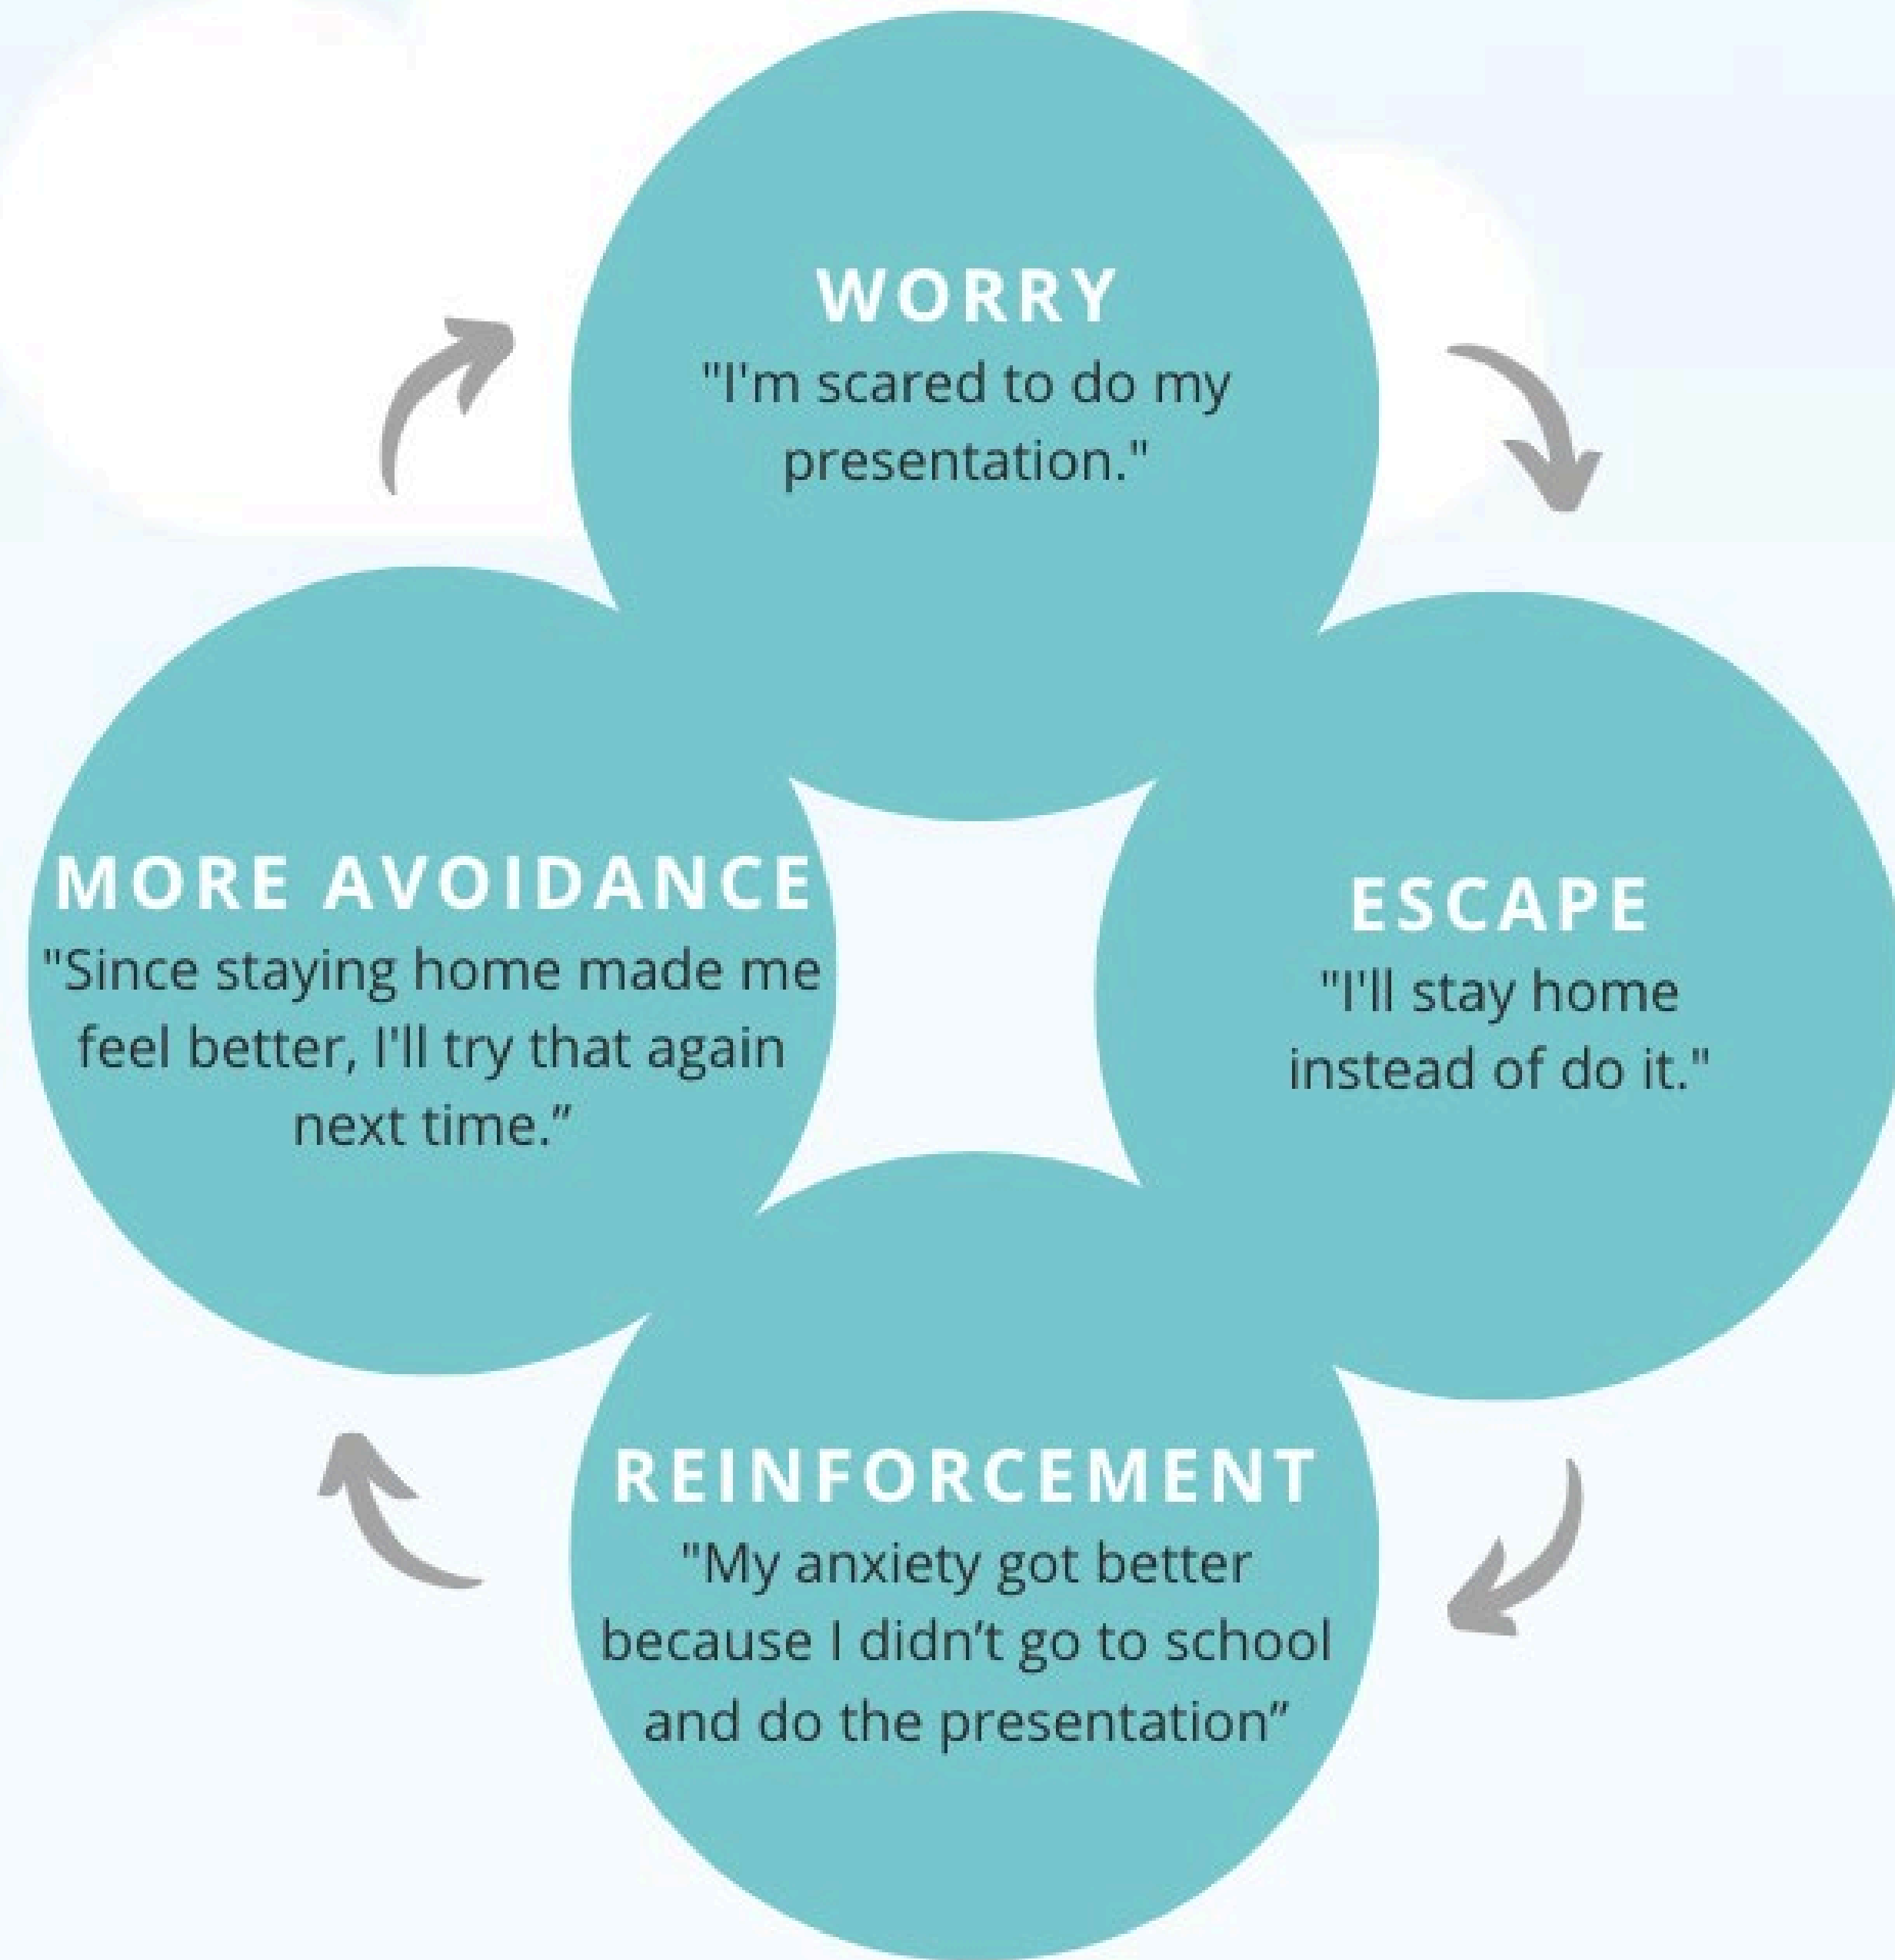 WORRY
"I'm scared to do my
presentation."
ESCAPE
"I'll stay home
instead of do it."
REINFORCEMENT
"My anxiety got better
because I didn’t go to school
and do the presentation”
MORE AVOIDANCE
"Since staying home made me
feel better, I'll try that again
next time.”